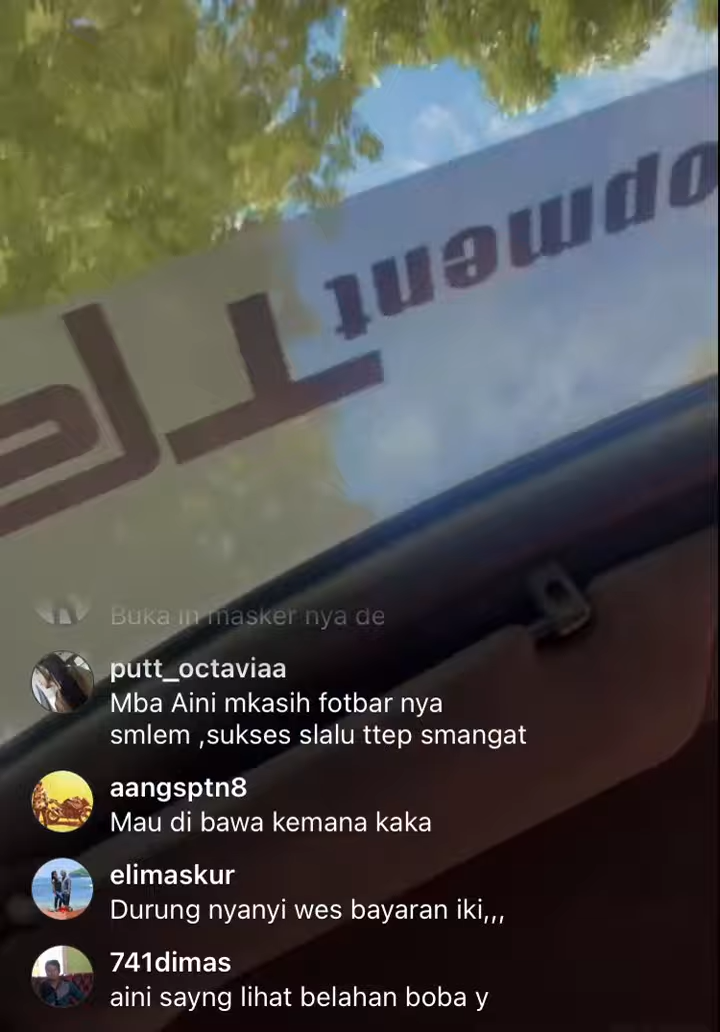 opment
Buka in masker nya de
putt_octaviaa
Mba Aini mkasih fotbar nya
smlem ,sukses slalu ttep smangat
aangsptn8
Mau di bawa kemana kaka
elimaskur
Durung nyanyi wes bayaran iki,,,
741dimas
aini sayng lihat belahan boba y